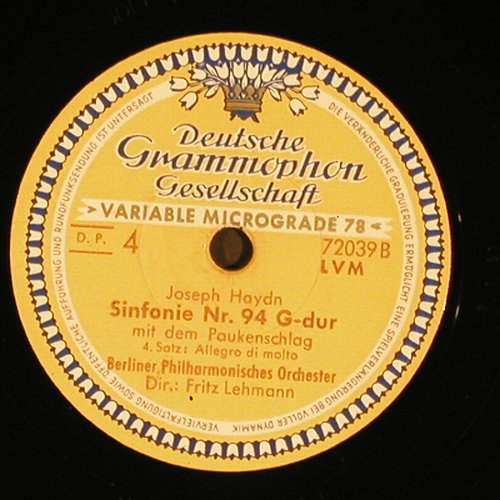 Deutsche
Grammophon
Gesellschaft
VARIABLE MICROGRADE 78
D. P. 4 72039 B
LVM
Joseph Haydn
Sinfonie Nr. 94 G-dur
mit dem Paukenschlag
4. Satz: Allegro di molto
Berliner Philharmonisches Orchester
Dir.: Fritz Lehmann
VERVIELFÄLTIGUNG SOWIE ÖFFENTLICHE AUFFÜHRUNG UND RUNDFUNKSENDUNG IST UNTERSAGT
DIE VERÄNDERLICHE GRADUIERUNG ERMÖGLICHT EINE SPIELVERLÄNGERUNG BEI VOLLER DYNAMIK